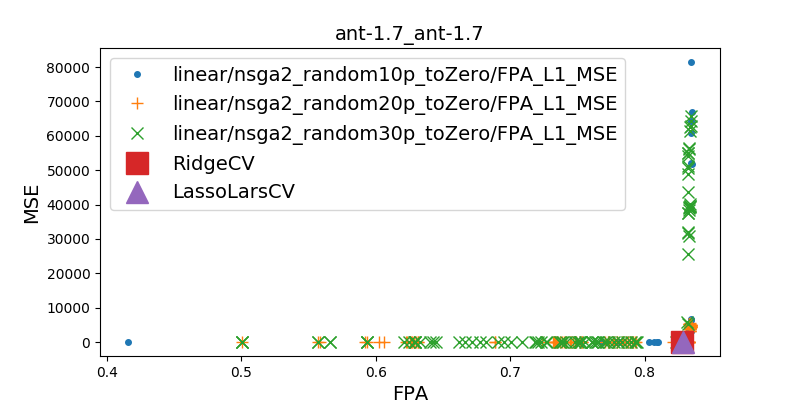 ant-1.7_ant-1.7
linear/nsga2_random10p_toZero/FPA_L1_MSE
linear/nsga2_random20p_toZero/FPA_L1_MSE
linear/nsga2_random30p_toZero/FPA_L1_MSE
RidgeCV
LassoLarsCV
MSE
80000
70000
60000
50000
40000
30000
20000
10000
0
0.4 0.5 0.6 0.7 0.8
FPA